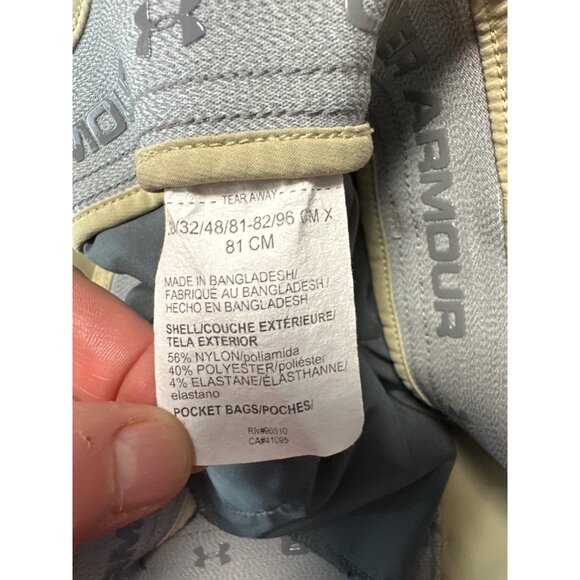 TEAR AWAY
/32/48/81-82/96 CM X
81 CM
MADE IN BANGLADESH/
FABRIQUÉ AU BANGLADESH/
HECHO EN BANGLADESH
SHELL/COUCHE EXTÉRIEURE/
TELA EXTERIOR
56% NYLON/poliamida
40% POLYESTER/poliéster
4% ELASTANE/ÉLASTHANNE/
elastano
POCKET BAGS/POCHES/
RN#96510
CA#41095
ARMOUR